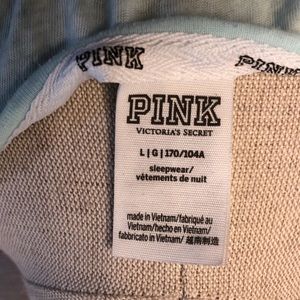 PINK
PINK
PINK
VICTORIA'S SECRET
L | G | 170/104A
sleepwear/
vêtements de nuit
made in Vietnam/fabriqué au
Vietnam/hecho en Vietnam/
fabbricato in Vietnam/ 越南制造